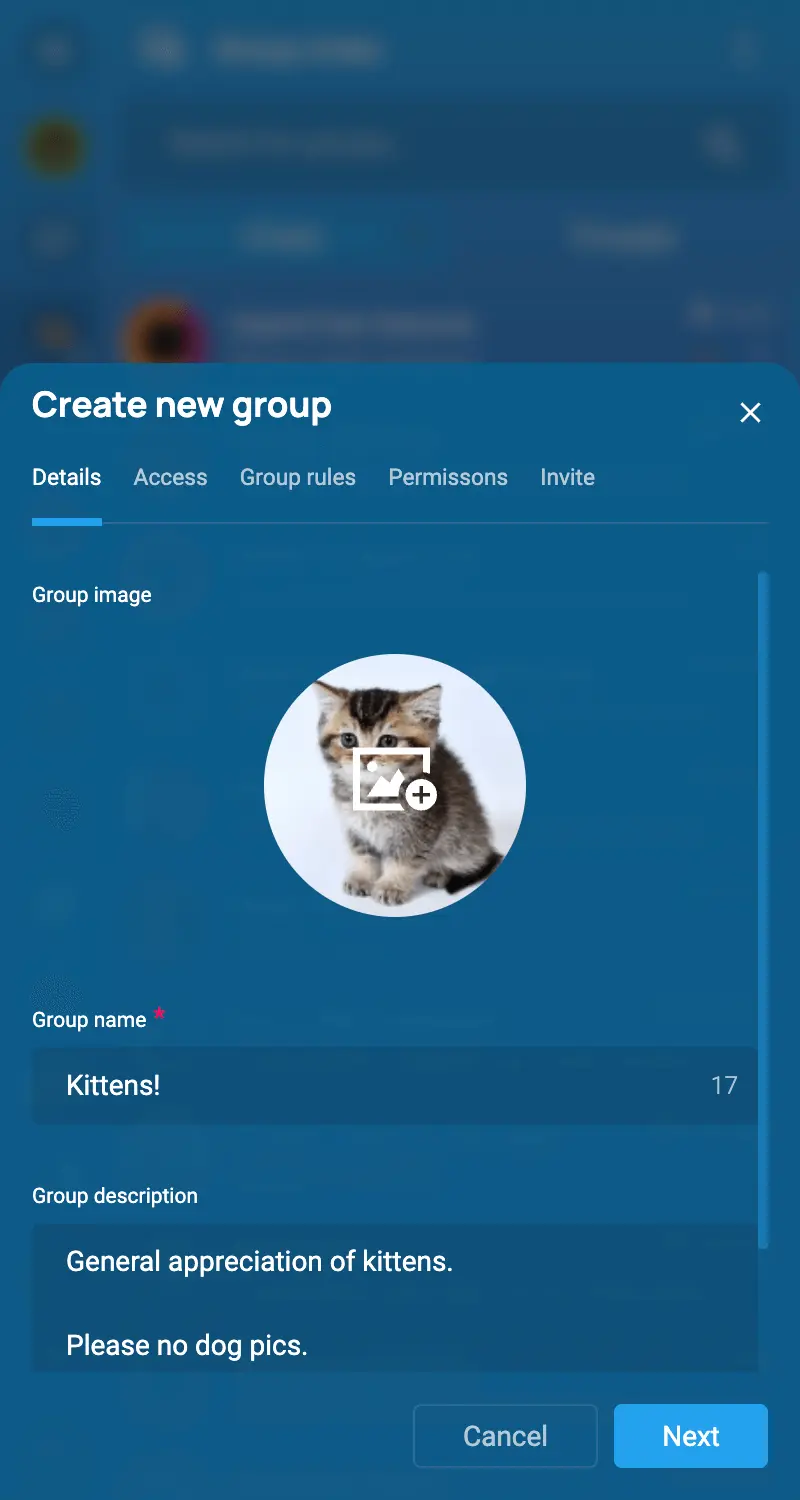 Create new group
Details Access Group rules Permissons Invite
Group image
Group name *
Kittens! 17
Group description
General appreciation of kittens.
Please no dog pics.
Cancel Next